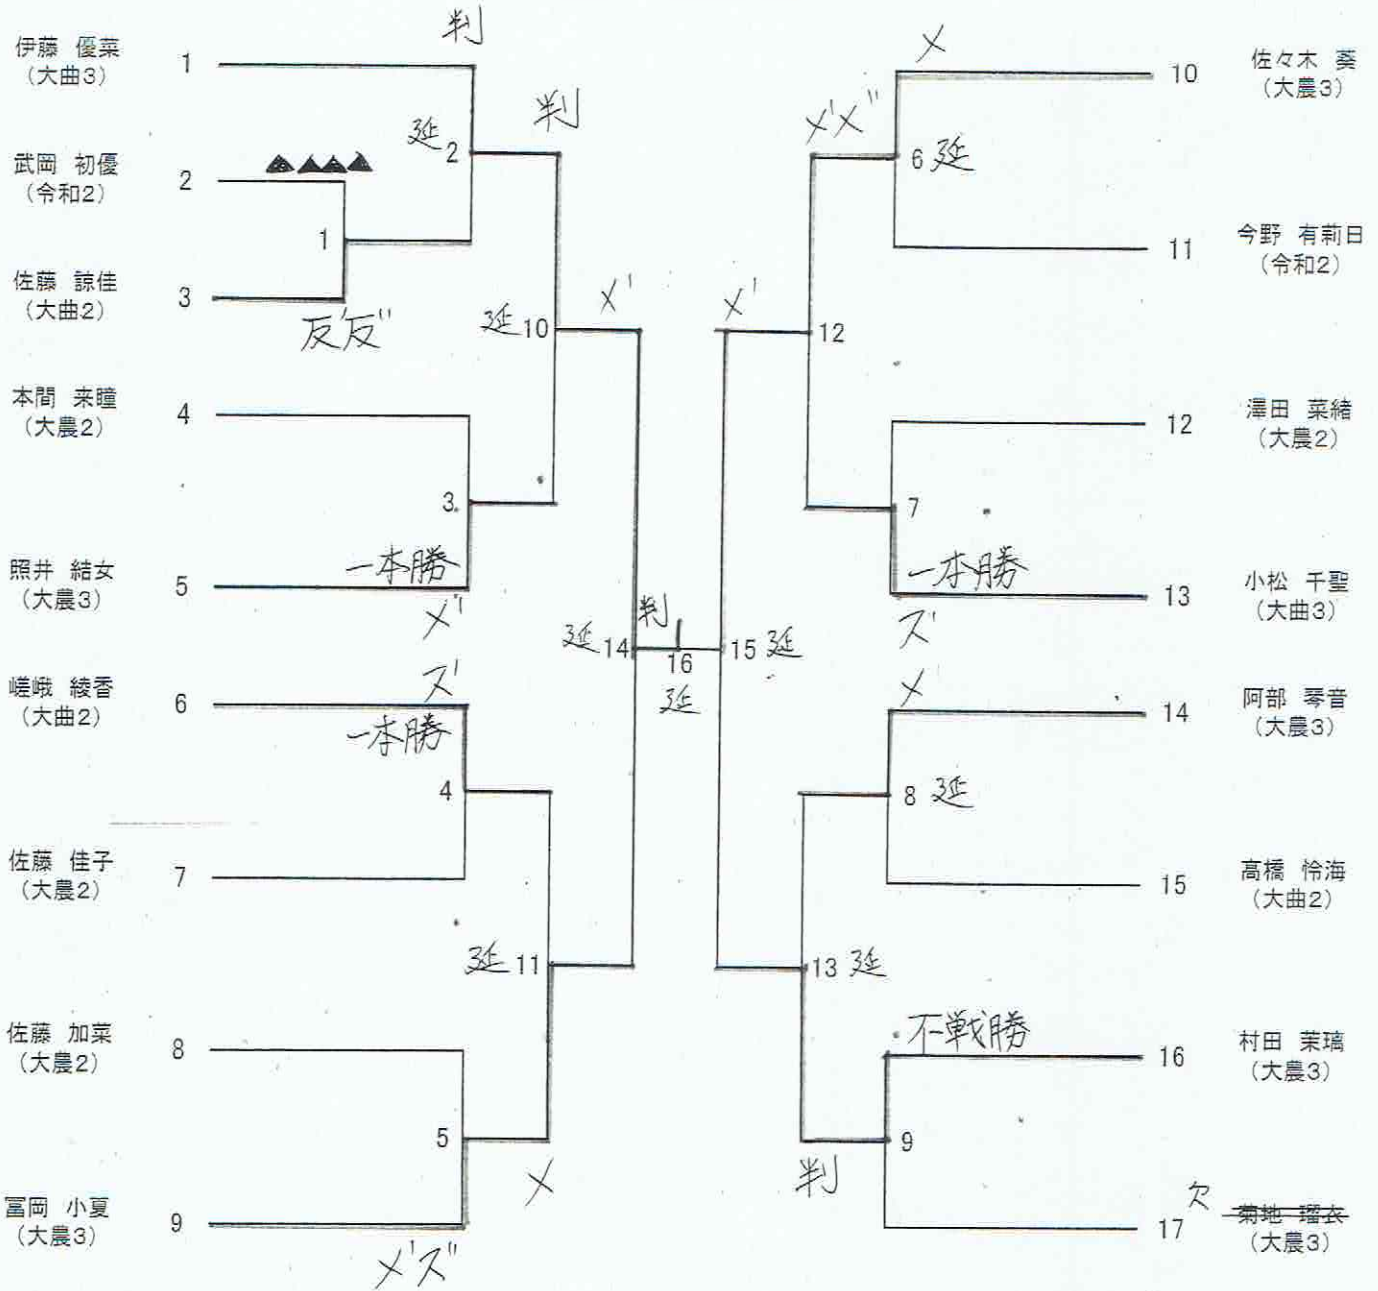 伊藤 優菜
(大曲3)
1
判
武岡 初優
(令和2)
2
▲▲▲▲
延 2
判
1
佐藤 諒佳
(大曲2)
3
反'反''
延 10
メ'
本間 来瞳
(大農2)
4
3
照井 結女
(大農3)
5
一本勝
メ'
延 14
判
16
延
嵯峨 綾香
(大曲2)
6
ズ'
一本勝
4
佐藤 佳子
(大農2)
7
延 11
佐藤 加菜
(大農2)
8
5
メ
冨岡 小夏
(大農3)
9
メ'ズ''
メ
10
佐々木 葵
(大農3)
メ'メ''
6 延
11
今野 有莉日
(令和2)
メ'
12
12
澤田 菜緒
(大農2)
7
一本勝
13
小松 千聖
(大曲3)
ズ'
15 延
メ
14
阿部 琴音
(大農3)
8 延
15
高橋 怜海
(大曲2)
13 延
不戦勝
16
村田 茉璃
(大農3)
9
判
欠
17
菊地 瑠衣
(大農3)